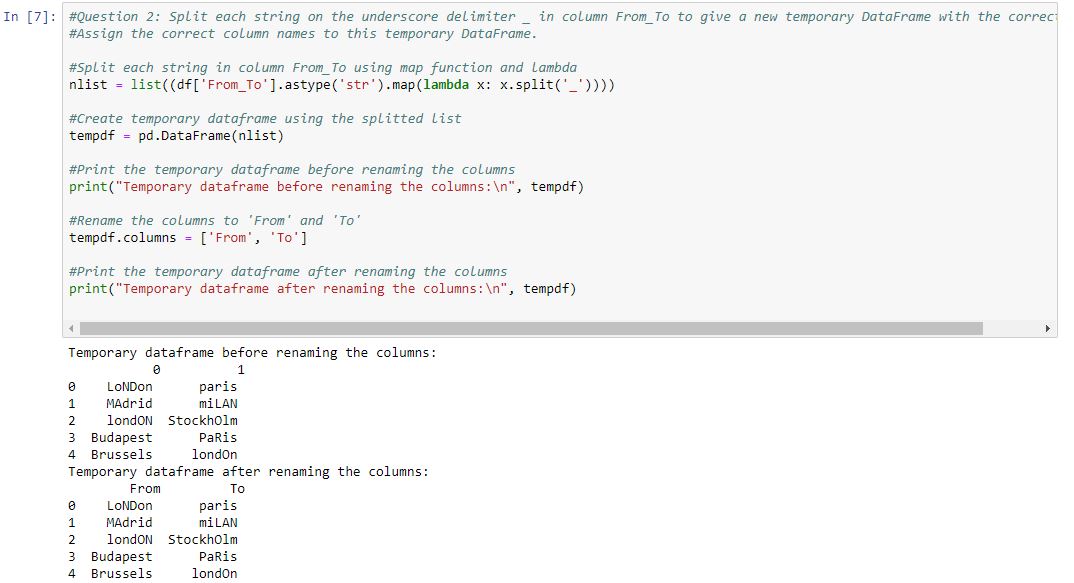 In [7]: #Question 2: Split each string on the underscore delimiter _ in column From_To to give a new temporary DataFrame with the correct
#Assign the correct column names to this temporary DataFrame.
#Split each string in column From_To using map function and lambda
nlist = list((df['From_To'].astype('str').map(lambda x: x.split('_'))))
#Create temporary dataframe using the splitted list
tempdf = pd.DataFrame(nlist)
#Print the temporary dataframe before renaming the columns
print("Temporary dataframe before renaming the columns:\n", tempdf)
#Rename the columns to 'From' and 'To'
tempdf.columns = ['From', 'To']
#Print the temporary dataframe after renaming the columns
print("Temporary dataframe after renaming the columns:\n", tempdf)
Temporary dataframe before renaming the columns:
0 1
0 LoNDon paris
1 MAdrid miLAN
2 londON StockhOlm
3 Budapest PaRis
4 Brussels londOn
Temporary dataframe after renaming the columns:
From To
0 LoNDon paris
1 MAdrid miLAN
2 londON StockhOlm
3 Budapest PaRis
4 Brussels londOn